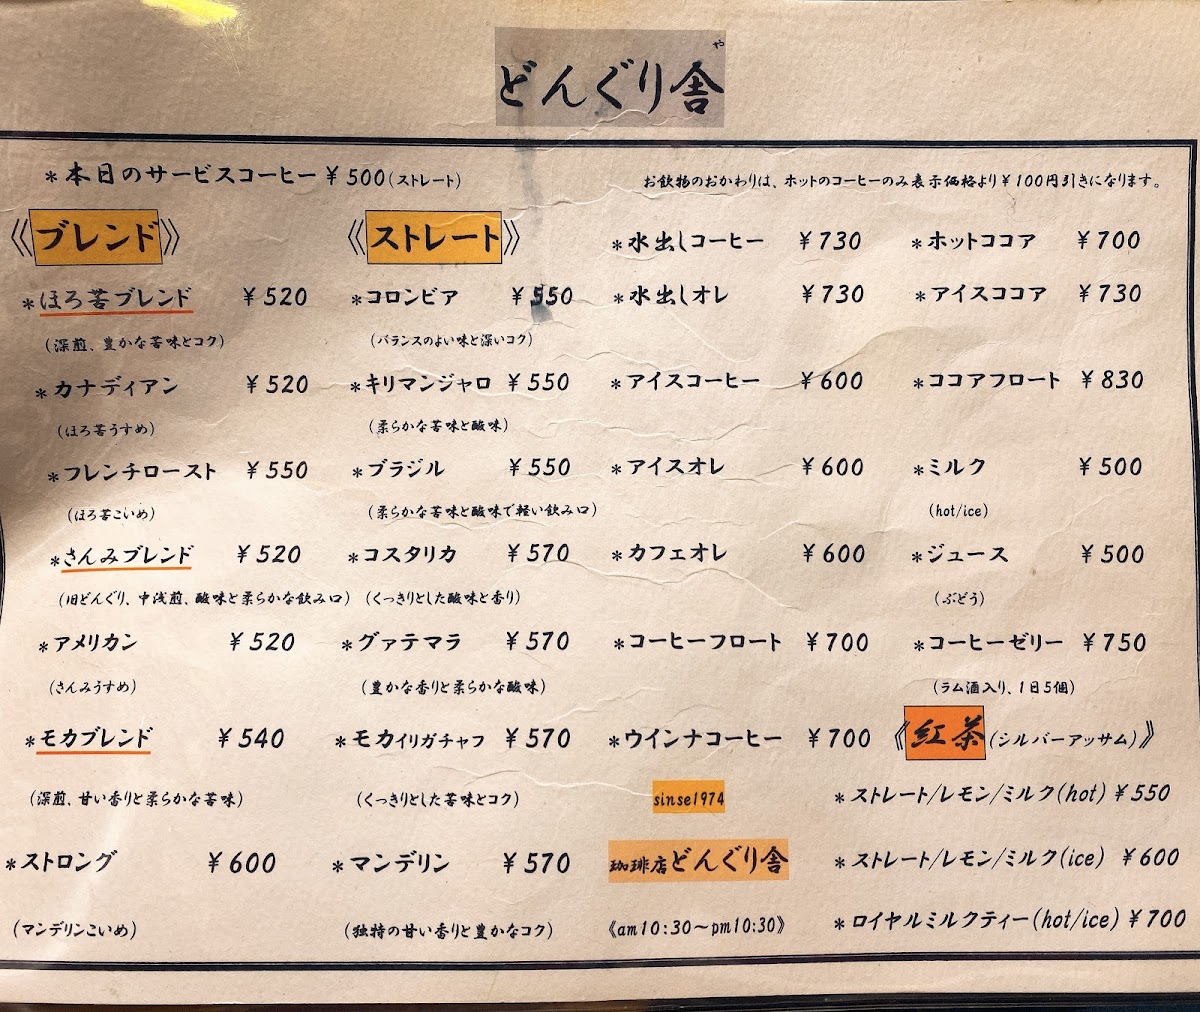 や
どんぐり舎
*本日のサービスコーヒー ¥500(ストレート)
お飲物のおかわりは、ホットのコーヒーのみ表示価格より¥100円引きになります。
《ブレンド》
*ほろ苦ブレンド ¥520
(深煎、豊かな苦味とコク)
*カナディアン ¥520
(ほろ苦うすめ)
*フレンチロースト ¥550
(ほろ苦こいめ)
*さんみブレンド ¥520
(旧どんぐり、中浅煎、酸味と柔らかな飲み口)
*アメリカン ¥520
(さんみうすめ)
*モカブレンド ¥540
(深煎、甘い香りと柔らかな苦味)
*ストロング ¥600
(マンデリンこいめ)
《ストレート》
*コロンビア ¥550
(バランスのよい味と深いコク)
*キリマンジャロ ¥550
(柔らかな苦味と酸味)
*ブラジル ¥550
(柔らかな苦味と酸味で軽い飲み口)
*コスタリカ ¥570
(くっきりとした酸味と香り)
*グァテマラ ¥570
(豊かな香りと柔らかな酸味)
*モカイリガチャフ ¥570
(くっきりとした苦味とコク)
*マンデリン ¥570
(独特の甘い香りと豊かなコク)
*水出しコーヒー ¥730
*水出しオレ ¥730
*アイスコーヒー ¥600
*アイスオレ ¥600
*カフェオレ ¥600
*コーヒーフロート ¥700
*ウインナコーヒー ¥700
sinse1974
珈琲店どんぐり舎
《am10:30〜pm10:30》
*ホットココア ¥700
*アイスココア ¥730
*ココアフロート ¥830
*ミルク ¥500
(hot/ice)
*ジュース ¥500
(ぶどう)
*コーヒーゼリー ¥750
(ラム酒入り、1日5個)
《紅茶(シルバーアッサム)》
*ストレート/レモン/ミルク(hot) ¥550
*ストレート/レモン/ミルク(ice) ¥600
*ロイヤルミルクティー(hot/ice) ¥700